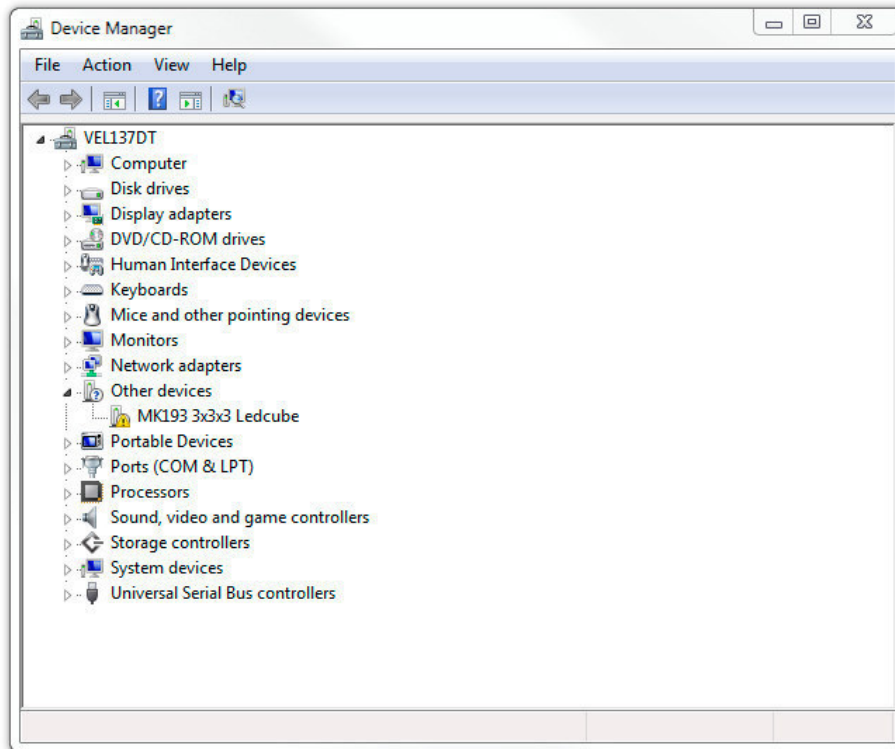 Device Manager
File Action View Help
VEL137DT
Computer
Disk drives
Display adapters
DVD/CD-ROM drives
Human Interface Devices
Keyboards
Mice and other pointing devices
Monitors
Network adapters
Other devices
MK193 3x3x3 Ledcube
Portable Devices
Ports (COM & LPT)
Processors
Sound, video and game controllers
Storage controllers
System devices
Universal Serial Bus controllers